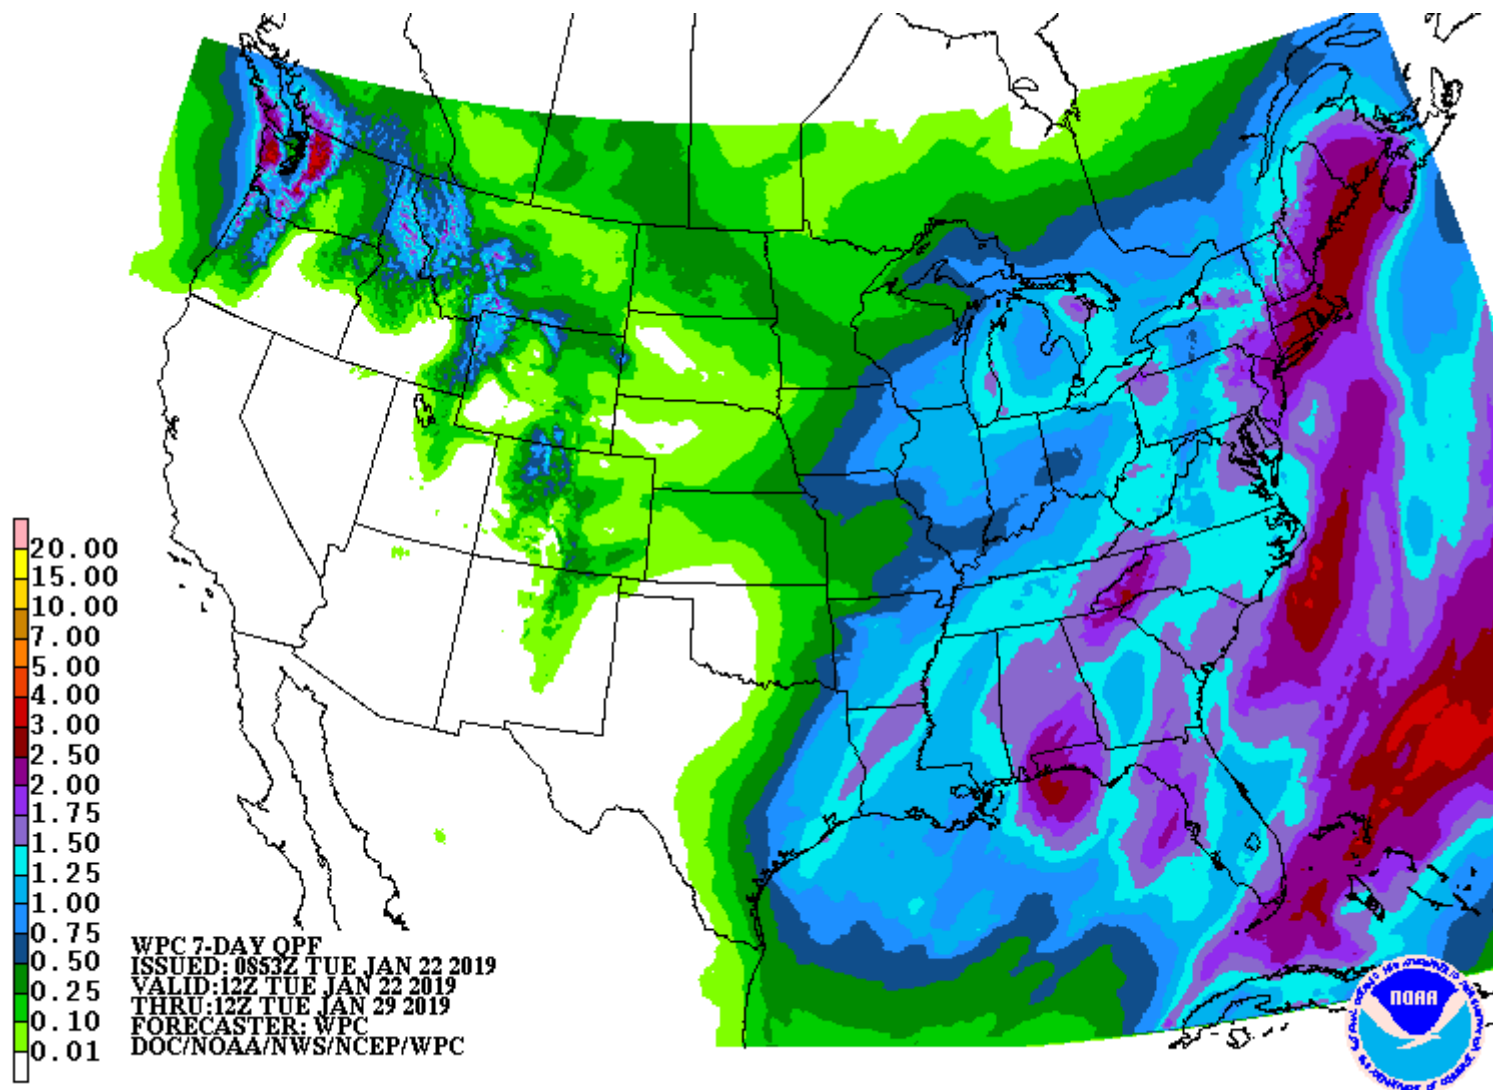 20.00
15.00
10.00
7.00
5.00
4.00
3.00
2.50
2.00
1.75
1.50
1.25
1.00
0.75
0.50
0.25
0.10
0.01
WPC 7-DAY QPF
ISSUED: 0853Z TUE JAN 22 2019
VALID:12Z TUE JAN 22 2019
THRU:12Z TUE JAN 29 2019
FORECASTER: WPC
DOC/NOAA/NWS/NCEP/WPC
NOAA